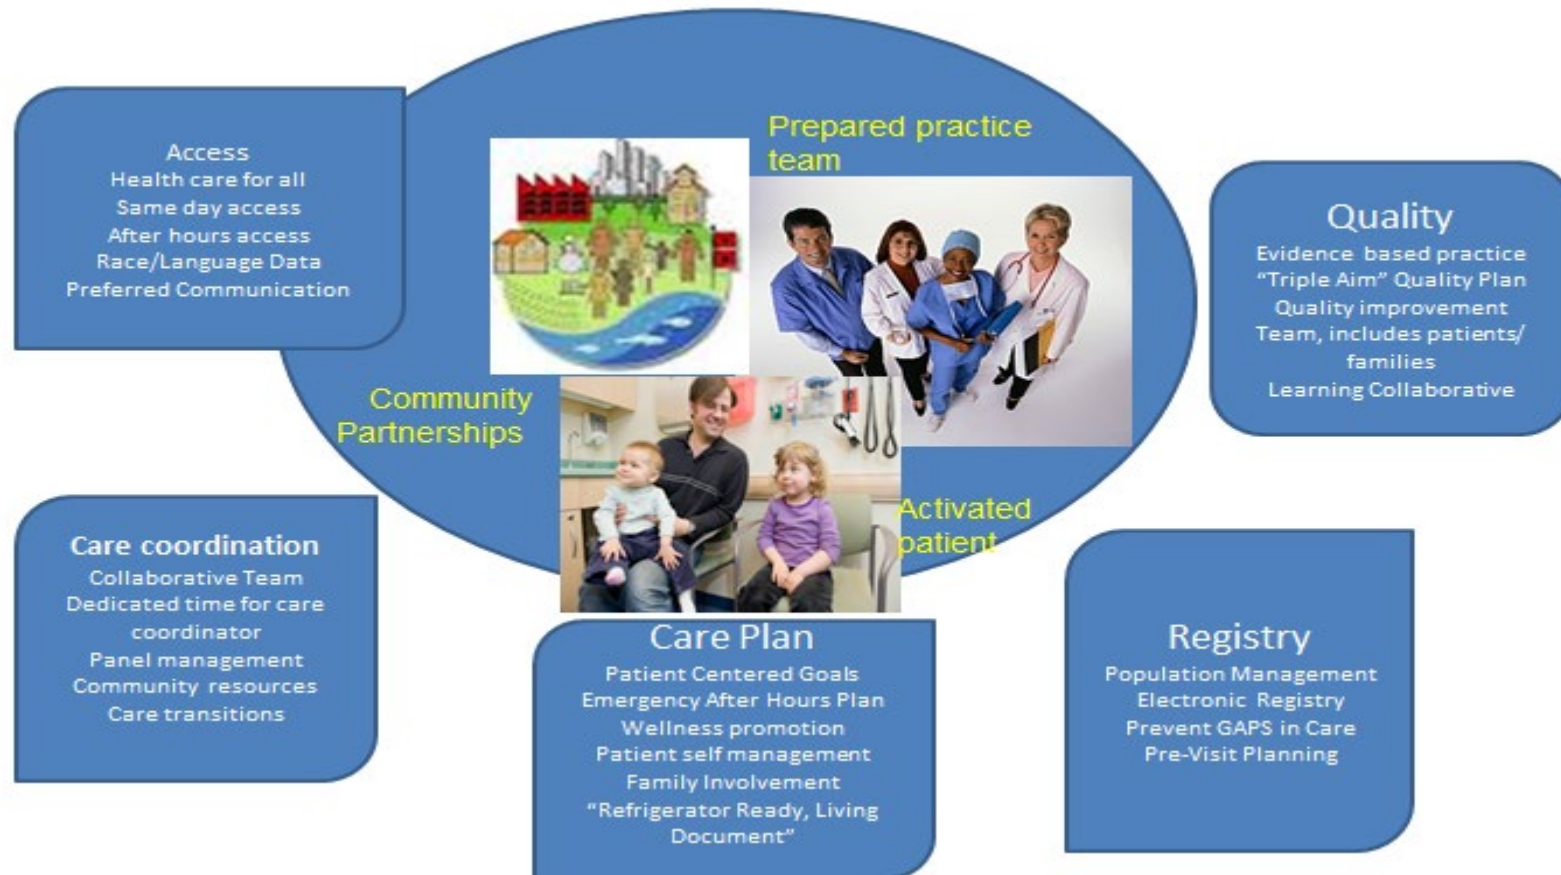 Access
Health care for all
Same day access
After hours access
Race/Language Data
Preferred Communication
Prepared practice
team
Community
Partnerships
Activated
patient
Quality
Evidence based practice
“Triple Aim” Quality Plan
Quality improvement
Team, includes patients/
families
Learning Collaborative
Care coordination
Collaborative Team
Dedicated time for care
coordinator
Panel management
Community resources
Care transitions
Care Plan
Patient Centered Goals
Emergency After Hours Plan
Wellness promotion
Patient self management
Family Involvement
“Refrigerator Ready, Living
Document”
Registry
Population Management
Electronic Registry
Prevent GAPS in Care
Pre-Visit Planning